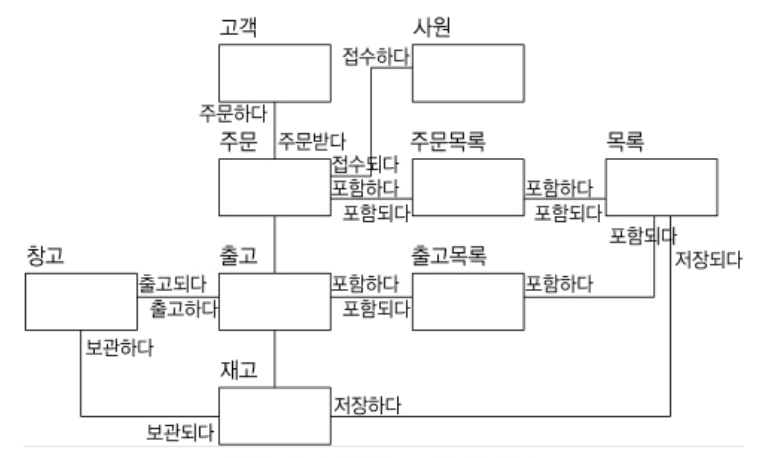 고객
사원
접수하다
주문하다
주문
주문받다
주문목록
목록
접수되다
포함하다
포함하다
포함되다
포함되다
포함되다
저장되다
창고
출고
출고목록
출고되다
포함하다
포함하다
출고하다
포함되다
보관하다
재고
저장하다
보관되다